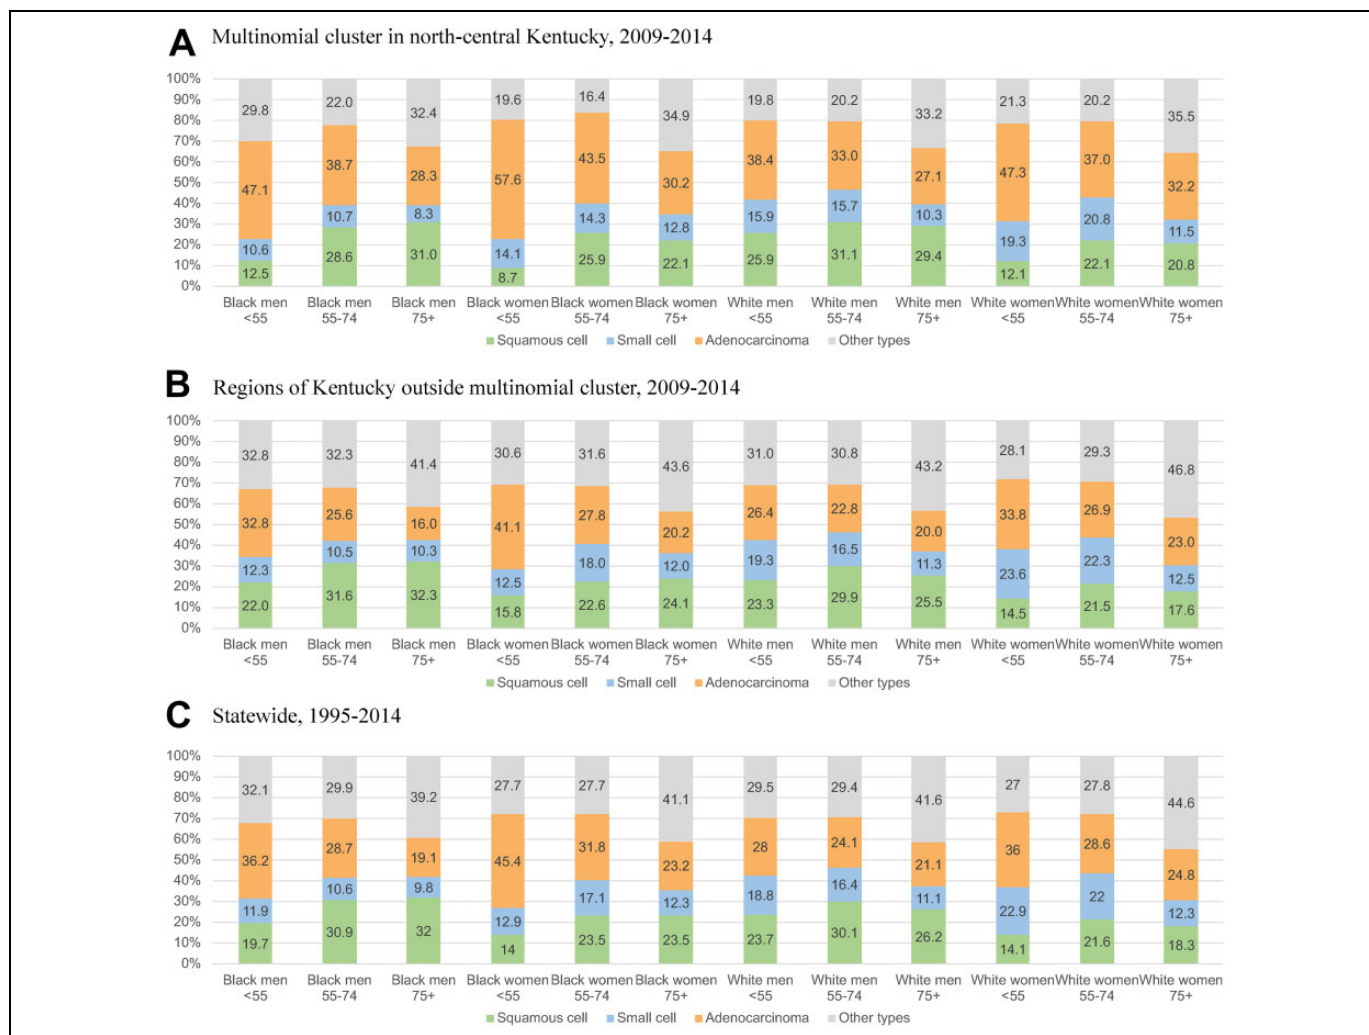 A Multinomial cluster in north-central Kentucky, 2009-2014
100%
90%
80%
70%
60%
50%
40%
30%
20%
10%
0%
29.8 22.0 32.4 19.6 16.4 34.9 19.8 20.2 33.2 21.3 20.2 35.5
47.1 38.7 28.3 57.6 43.5 30.2 38.4 33.0 27.1 47.3 37.0 32.2
10.6 10.7 8.3 14.1 14.3 12.8 15.9 15.7 10.3 19.3 20.8 11.5
12.5 28.6 31.0 8.7 25.9 22.1 25.9 31.1 29.4 12.1 22.1 20.8
Black men Black men Black men Black women Black women Black women White men White men White men White women White women White women
<55 55-74 75+ <55 55-74 75+ <55 55-74 75+ <55 55-74 75+
Squamous cell Small cell Adenocarcinoma Other types
B Regions of Kentucky outside multinomial cluster, 2009-2014
100%
90%
80%
70%
60%
50%
40%
30%
20%
10%
0%
32.8 32.3 41.4 30.6 31.6 43.6 31.0 30.8 43.2 28.1 29.3 46.8
32.8 25.6 16.0 41.1 27.8 20.2 26.4 22.8 20.0 33.8 26.9 23.0
12.3 10.5 10.3 12.5 18.0 12.0 19.3 16.5 11.3 23.6 22.3 12.5
22.0 31.6 32.3 15.8 22.6 24.1 23.3 29.9 25.5 14.5 21.5 17.6
Black men Black men Black men Black women Black women Black women White men White men White men White women White women White women
<55 55-74 75+ <55 55-74 75+ <55 55-74 75+ <55 55-74 75+
Squamous cell Small cell Adenocarcinoma Other types
C Statewide, 1995-2014
100%
90%
80%
70%
60%
50%
40%
30%
20%
10%
0%
32.1 29.9 39.2 27.7 27.7 41.1 29.5 29.4 41.6 27 27.8 44.6
36.2 28.7 19.1 45.4 31.8 23.2 28 24.1 21.1 36 28.6 24.8
11.9 10.6 9.8 12.9 17.1 12.3 18.8 16.4 11.1 22.9 22 12.3
19.7 30.9 32 14 23.5 23.5 23.7 30.1 26.2 14.1 21.6 18.3
Black men Black men Black men Black women Black women Black women White men White men White men White women White women White women
<55 55-74 75+ <55 55-74 75+ <55 55-74 75+ <55 55-74 75+
Squamous cell Small cell Adenocarcinoma Other types